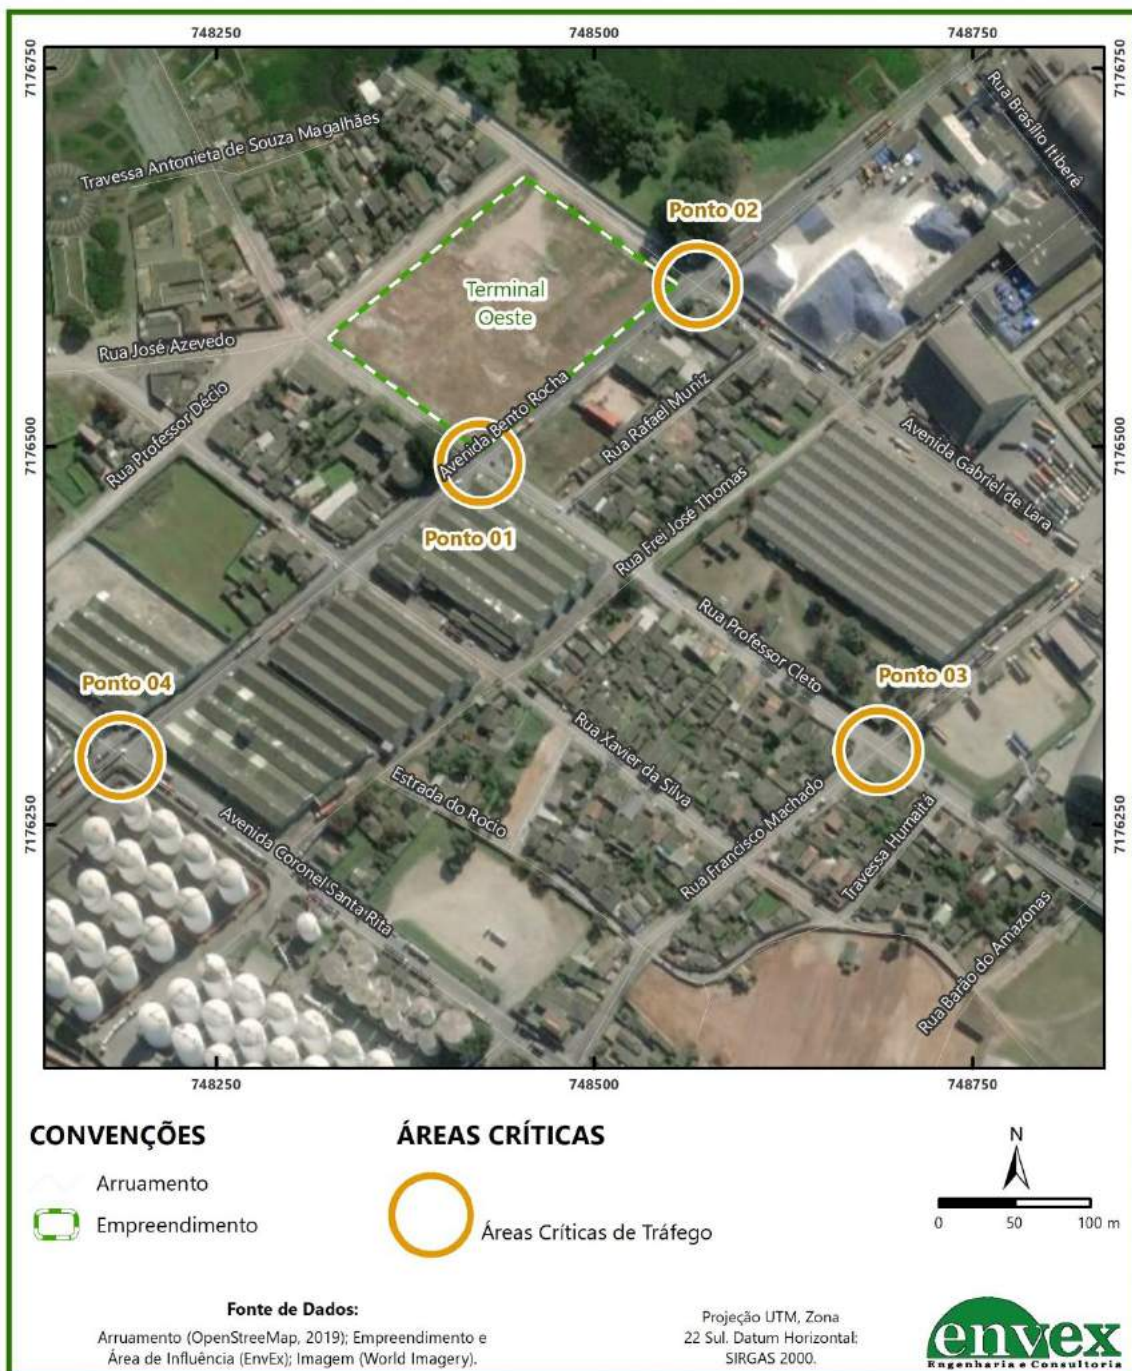 748250
748500
748750
7176750
7176750
Rua Brasílio Itiberê
Travessa Antonieta de Souza Magalhães
Ponto 02
Terminal
Oeste
Rua José Azevedo
Rua Professor Décio
Avenida Bento Rocha
Rua Rafael Muniz
7176500
7176500
Avenida Gabriel de Lara
Ponto 01
Rua Frei José Thomas
Rua Professor Cleto
Ponto 04
Ponto 03
Rua Xavier da Silva
Estrada do Rocio
Rua Francisco Machado
Travessa Humaitá
7176250
7176250
Avenida Coronel Santa Rita
Rua Barão do Amazonas
748250
748500
748750
CONVENÇÕES
Arruamento
Empreendimento
ÁREAS CRÍTICAS
Áreas Críticas de Tráfego
N
0 50 100 m
Fonte de Dados:
Arruamento (OpenStreeMap, 2019); Empreendimento e
Área de Influência (EnvEx); Imagem (World Imagery).
Projeção UTM, Zona
22 Sul. Datum Horizontal:
SIRGAS 2000.
envex
Engenharia e Consultoria